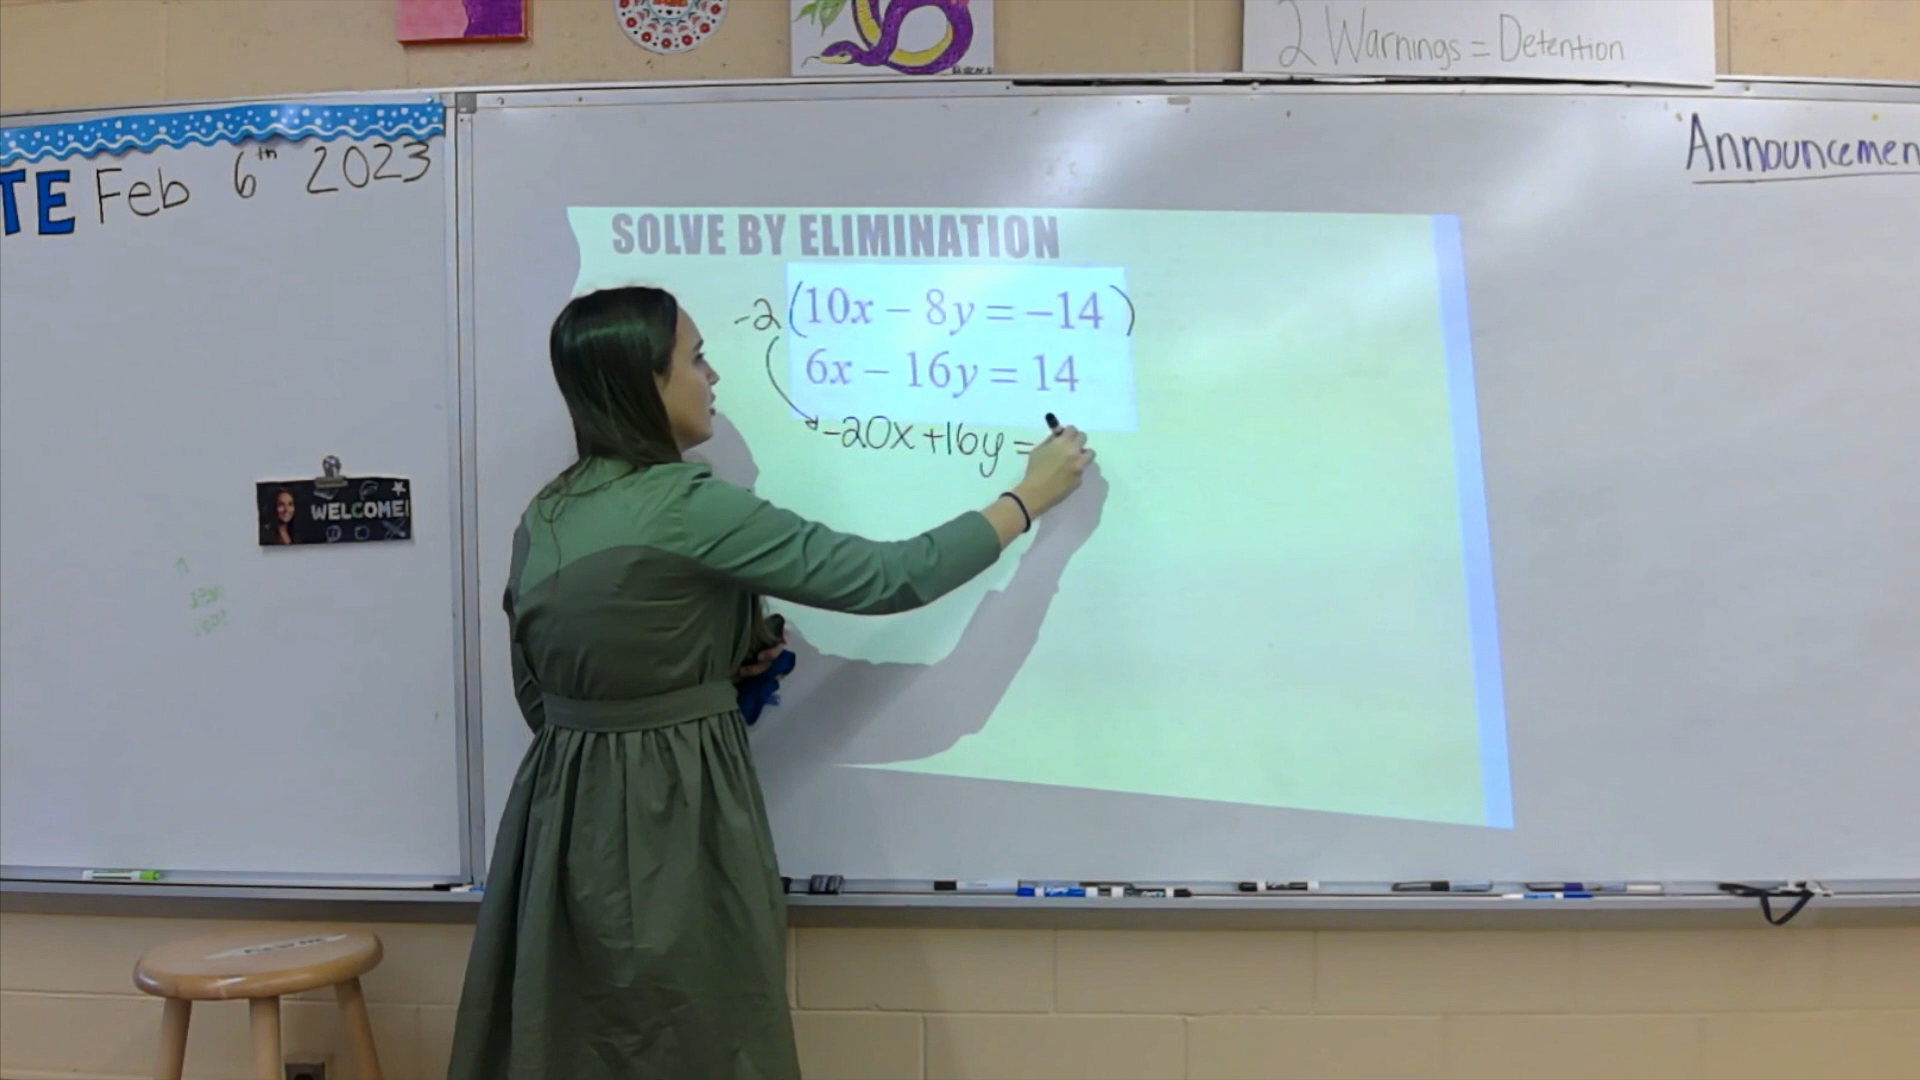 2 Warnings = Detention
TE Feb 6th 2023
Announcemen
SOLVE BY ELIMINATION
-2 (10x – 8y = –14)
6x – 16y = 14
-20x +16y =
WELCOME!